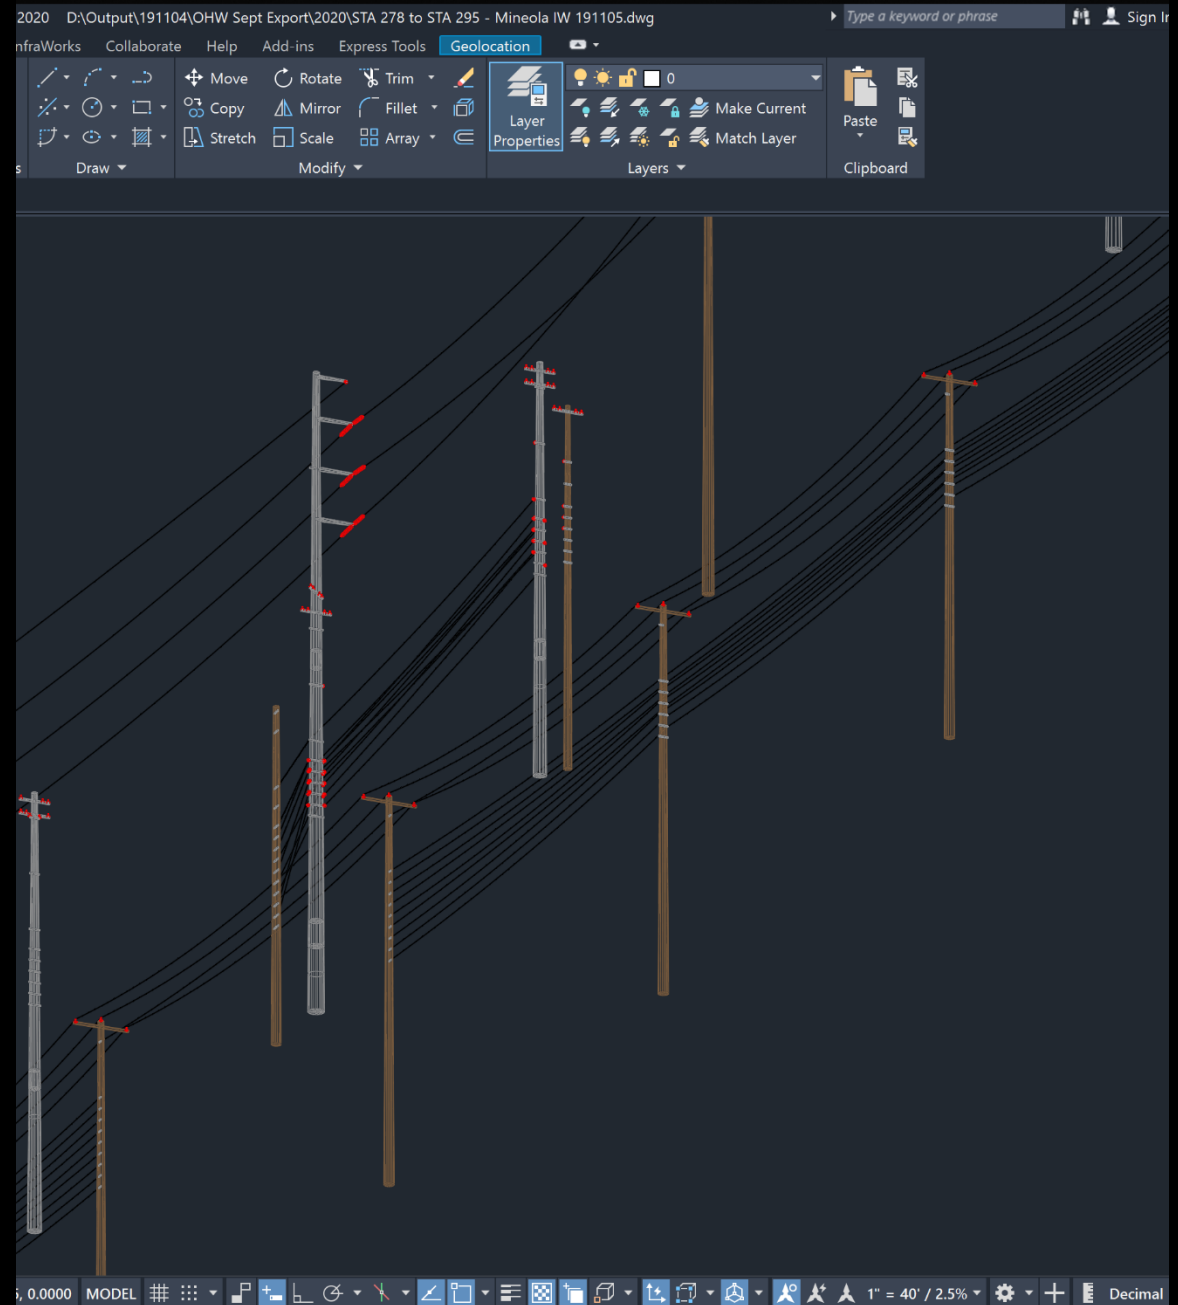 2020 D:\Output\191104\OHW Sept Export\2020\STA 278 to STA 295 - Mineola IW 191105.dwg
Type a keyword or phrase
Sign In
nfraWorks Collaborate Help Add-ins Express Tools Geolocation
Move Rotate Trim
Copy Mirror Fillet
Stretch Scale Array
Layer Properties
0
Make Current
Match Layer
Paste
s Draw Modify Layers Clipboard
5, 0.0000 MODEL 1" = 40' / 2.5% Decimal